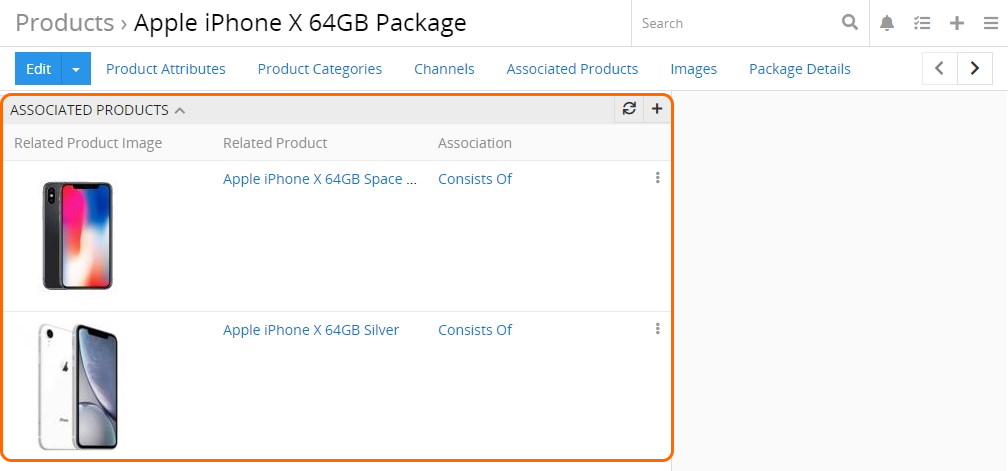 Products › Apple iPhone X 64GB Package
Search
Edit
Product Attributes
Product Categories
Channels
Associated Products
Images
Package Details
ASSOCIATED PRODUCTS
Related Product Image
Related Product
Association
Apple iPhone X 64GB Space ...
Consists Of
Apple iPhone X 64GB Silver
Consists Of